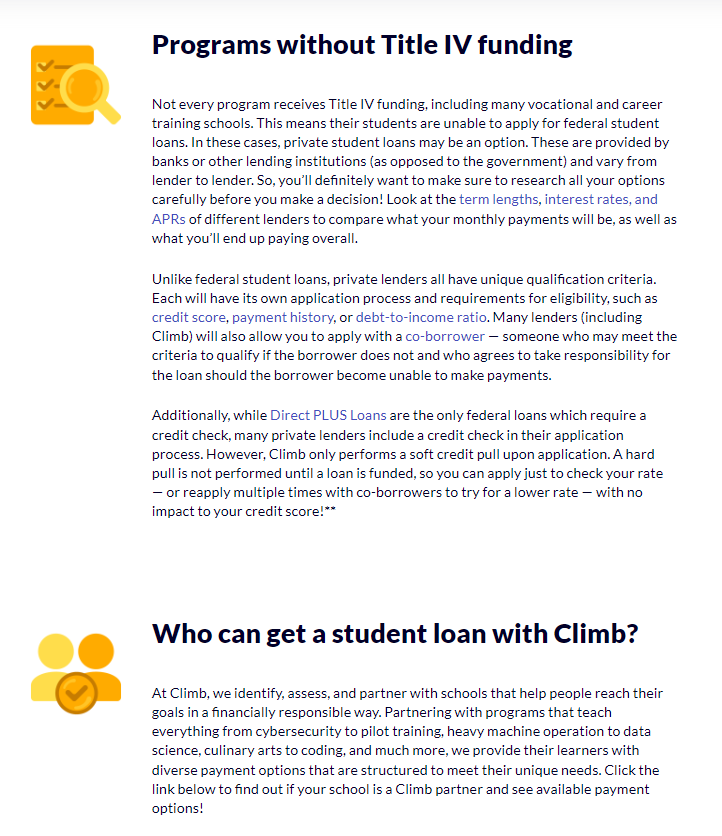 Programs without Title IV funding
Not every program receives Title IV funding, including many vocational and career
training schools. This means their students are unable to apply for federal student
loans. In these cases, private student loans may be an option. These are provided by
banks or other lending institutions (as opposed to the government) and vary from
lender to lender. So, you’ll definitely want to make sure to research all your options
carefully before you make a decision! Look at the term lengths, interest rates, and
APRs of different lenders to compare what your monthly payments will be, as well as
what you’ll end up paying overall.
Unlike federal student loans, private lenders all have unique qualification criteria.
Each will have its own application process and requirements for eligibility, such as
credit score, payment history, or debt-to-income ratio. Many lenders (including
Climb) will also allow you to apply with a co-borrower — someone who may meet the
criteria to qualify if the borrower does not and who agrees to take responsibility for
the loan should the borrower become unable to make payments.
Additionally, while Direct PLUS Loans are the only federal loans which require a
credit check, many private lenders include a credit check in their application
process. However, Climb only performs a soft credit pull upon application. A hard
pull is not performed until a loan is funded, so you can apply just to check your rate
— or reapply multiple times with co-borrowers to try for a lower rate — with no
impact to your credit score!**
Who can get a student loan with Climb?
At Climb, we identify, assess, and partner with schools that help people reach their
goals in a financially responsible way. Partnering with programs that teach
everything from cybersecurity to pilot training, heavy machine operation to data
science, culinary arts to coding, and much more, we provide their learners with
diverse payment options that are structured to meet their unique needs. Click the
link below to find out if your school is a Climb partner and see available payment
options!